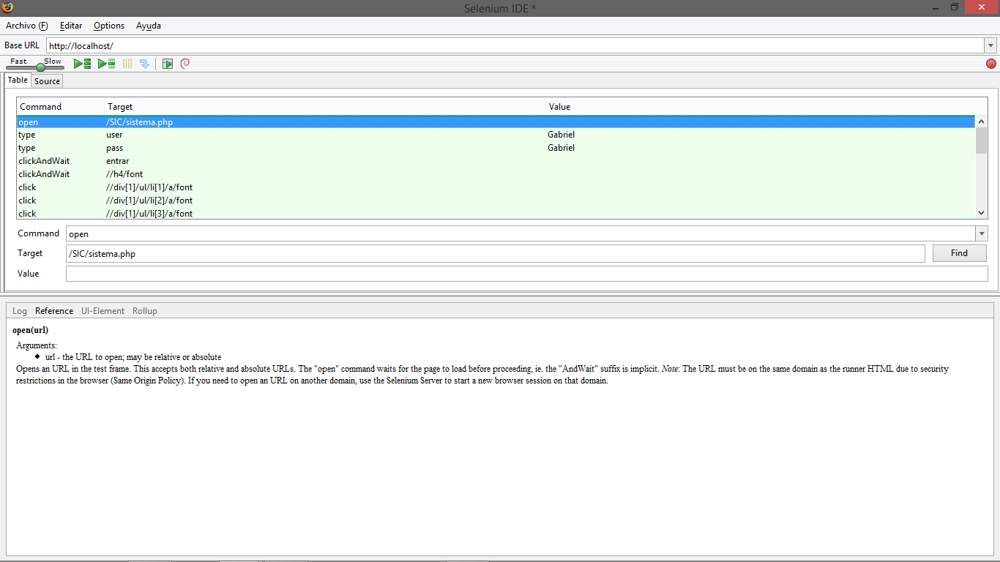 Selenium IDE *
Archivo (F) Editar Options Ayuda
Base URL http://localhost/
Fast Slow
Table Source
Command Target Value
open /SIC/sistema.php
type user Gabriel
type pass Gabriel
clickAndWait entrar
clickAndWait //h4/font
click //div[1]/ul/li[1]/a/font
click //div[1]/ul/li[2]/a/font
click //div[1]/ul/li[3]/a/font
Command open
Target /SIC/sistema.php Find
Value
Log Reference UI-Element Rollup
open(url)
Arguments:
url - the URL to open; may be relative or absolute
Opens an URL in the test frame. This accepts both relative and absolute URLs. The "open" command waits for the page to load before proceeding, ie. the "AndWait" suffix is implicit. Note: The URL must be on the same domain as the runner HTML due to security
restrictions in the browser (Same Origin Policy). If you need to open an URL on another domain, use the Selenium Server to start a new browser session on that domain.